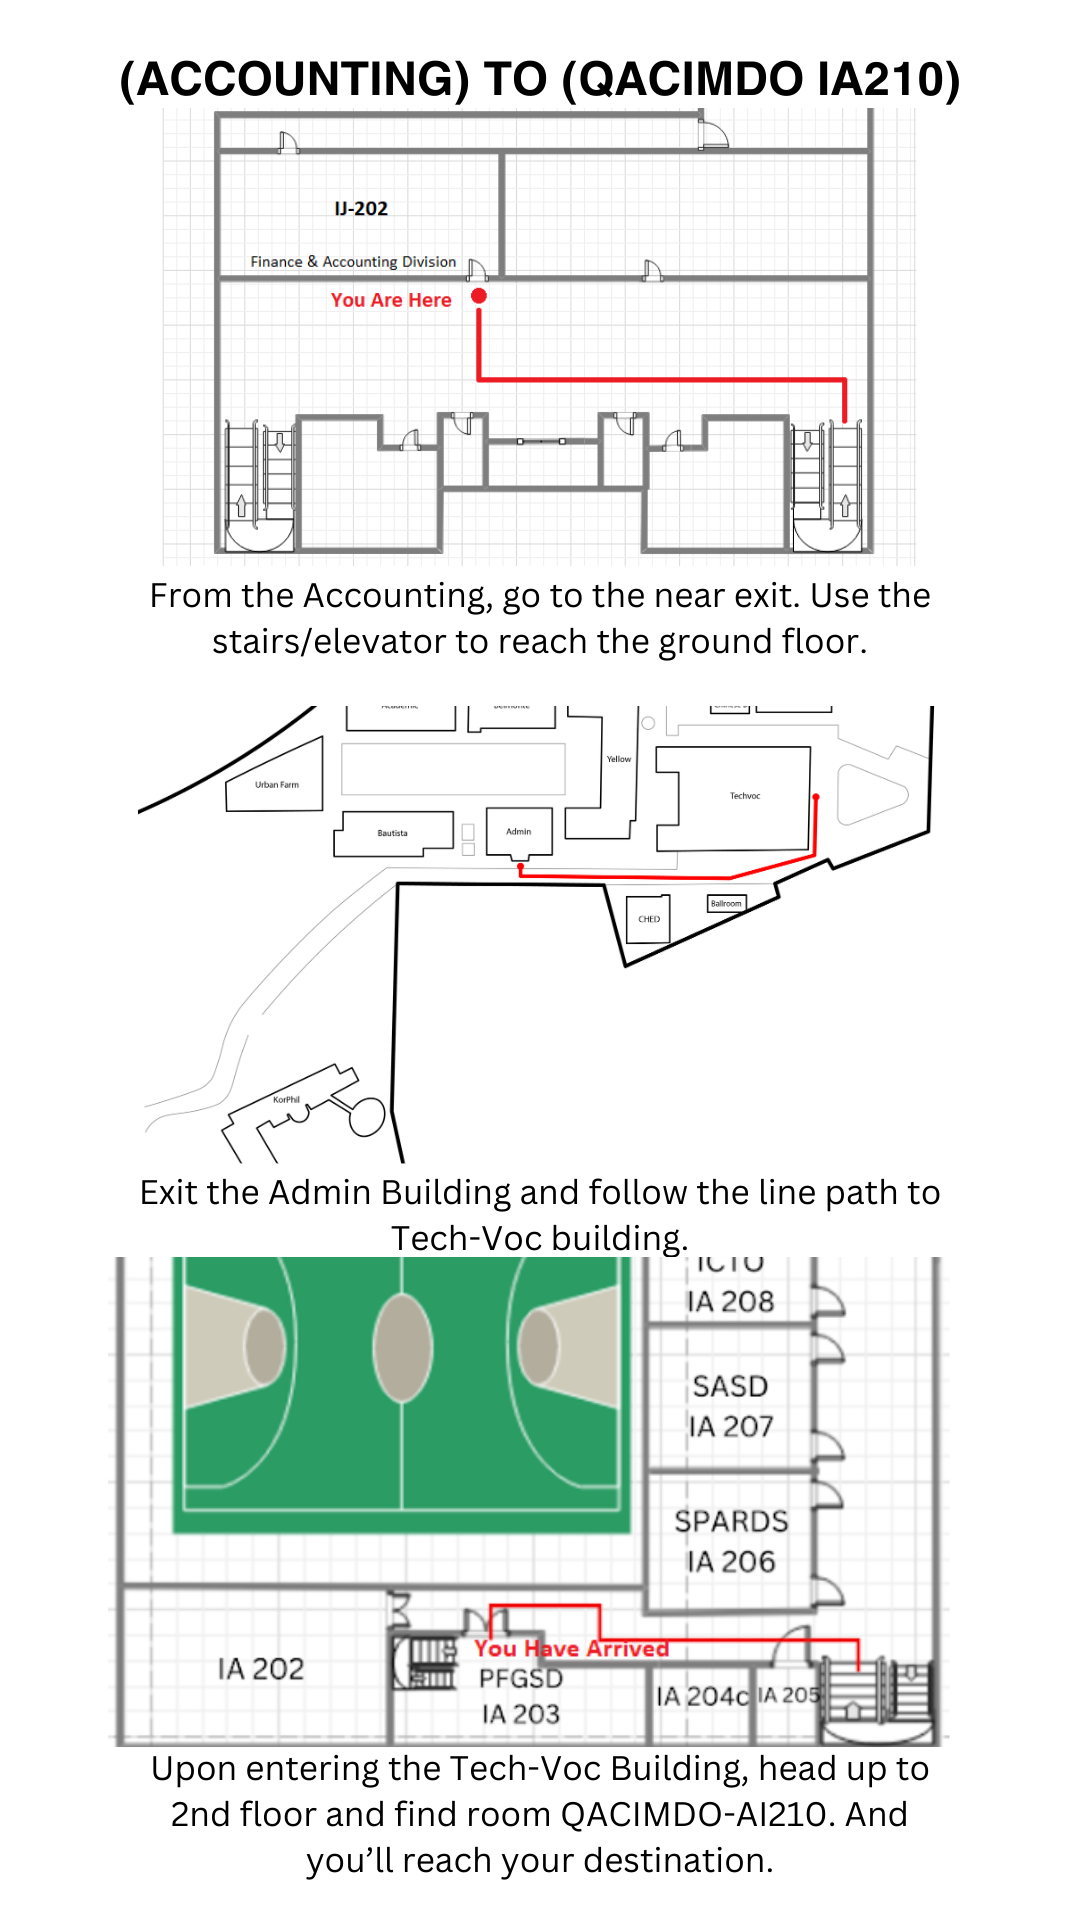 (ACCOUNTING) TO (QACIMDO IA210)
IJ-202
Finance & Accounting Division
You Are Here
From the Accounting, go to the near exit. Use the
stairs/elevator to reach the ground floor.
Academic
Belmonte
Yellow
Urban Farm
Techvoc
Bautista
Admin
CHED
Ballroom
KorPhil
Exit the Admin Building and follow the line path to
Tech-Voc building.
ICTO
IA 208
SASD
IA 207
SPARDS
IA 206
You Have Arrived
IA 202
PFGSD
IA 203
IA 204c
IA 205
Upon entering the Tech-Voc Building, head up to
2nd floor and find room QACIMDO-AI210. And
you’ll reach your destination.